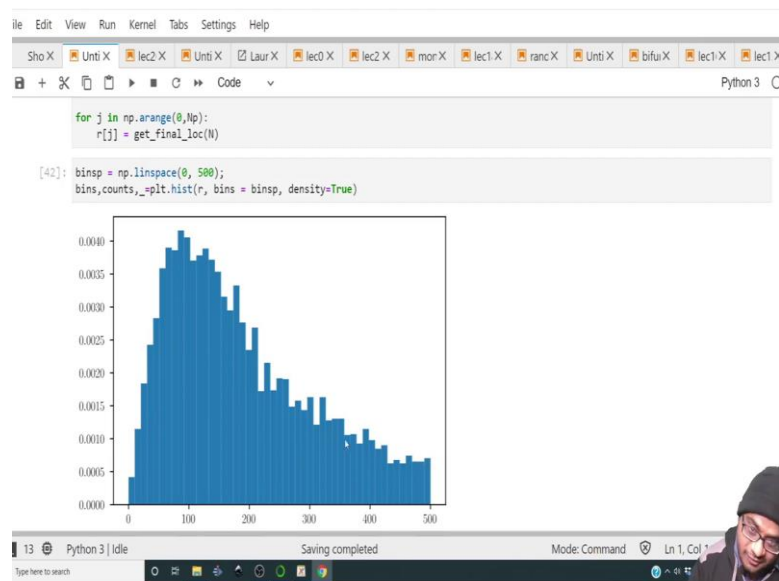 ile Edit View Run Kernel Tabs Settings Help
Sho X Unti X lec2 X Unti X Laur X lec0 X lec2 X mor X lec1- X ranc X Unti X bifui X lec1 X lec1 X
Code Python 3
for j in np.arange(0,Np):
r[j] = get_final_loc(N)
[42]: binsp = np.linspace(0, 500);
bins,counts,_=plt.hist(r, bins = binsp, density=True)
0.0040
0.0035
0.0030
0.0025
0.0020
0.0015
0.0010
0.0005
0.0000
0 100 200 300 400 500
13 Python 3 | Idle Saving completed Mode: Command Ln 1, Col
Type here to search